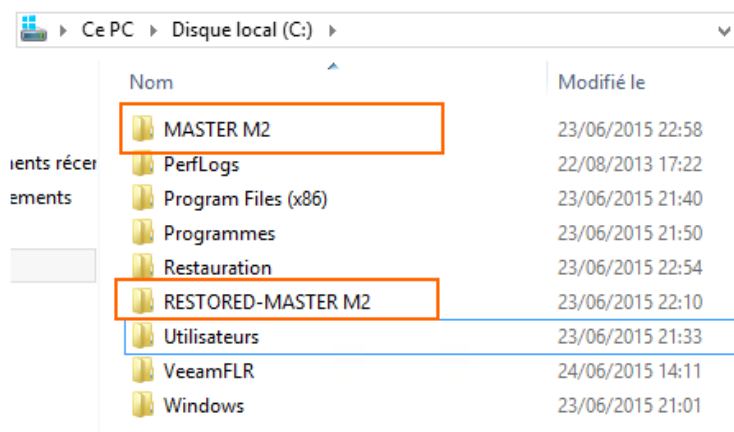 Ce PC Disque local (C:)
Nom Modifié le
MASTER M2 23/06/2015 22:58
PerfLogs 22/08/2013 17:22
Program Files (x86) 23/06/2015 21:40
Programmes 23/06/2015 21:50
Restauration 23/06/2015 22:54
RESTORED-MASTER M2 23/06/2015 22:10
Utilisateurs 23/06/2015 21:33
VeeamFLR 24/06/2015 14:11
Windows 23/06/2015 21:01
ments récer
ements